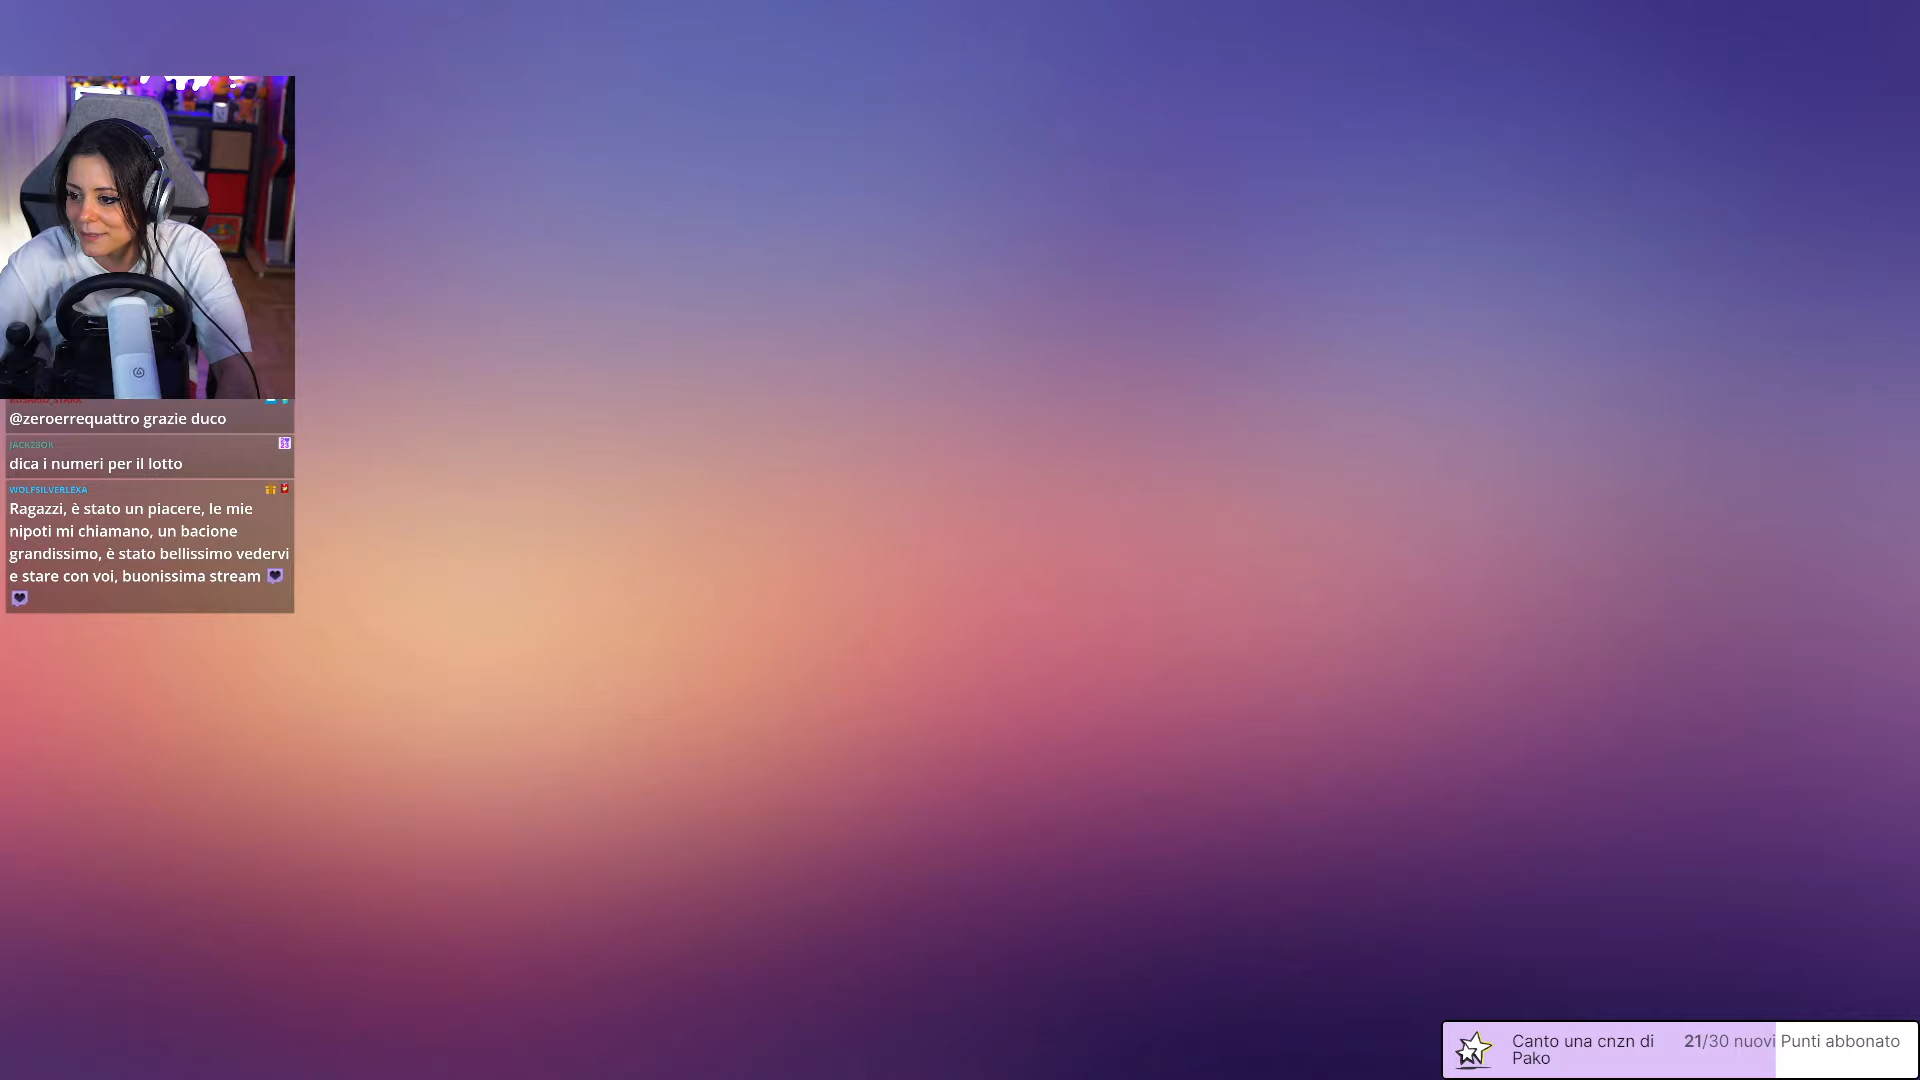 @zeroerrequattro grazie duco
JACK28OK
dica i numeri per il lotto
WOLFSILVERLEXA
Ragazzi, è stato un piacere, le mie
nipoti mi chiamano, un bacione
grandissimo, è stato bellissimo vedervi
e stare con voi, buonissima stream
Canto una cnzn di
Pako
21/30 nuovi Punti abbonato